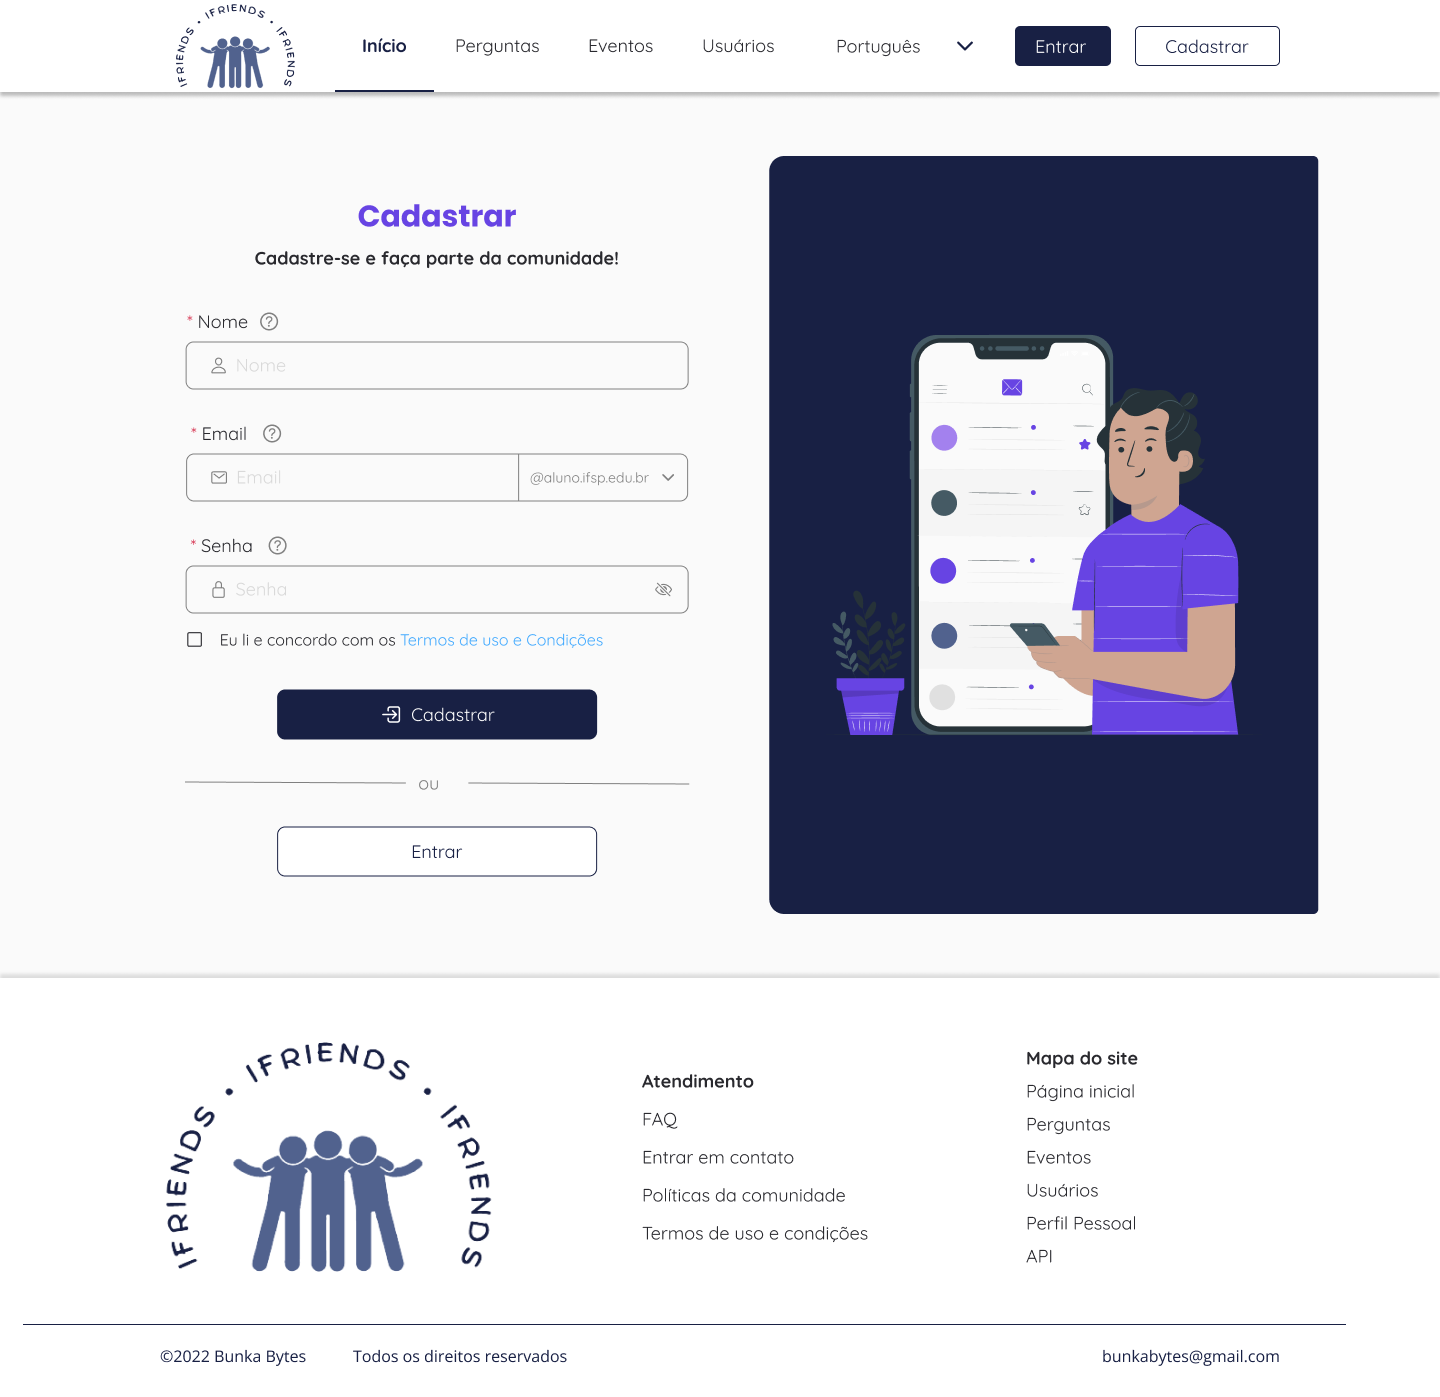 IFRIENDS • IFRIENDS • IFRIENDS
Início Perguntas Eventos Usuários Português Entrar Cadastrar
Cadastrar
Cadastre-se e faça parte da comunidade!
* Nome ?
Nome
* Email ?
Email @aluno.ifsp.edu.br
* Senha ?
Senha
Eu li e concordo com os Termos de uso e Condições
Cadastrar
OU
Entrar
IFRIENDS • IFRIENDS • IFRIENDS
Atendimento
FAQ
Entrar em contato
Políticas da comunidade
Termos de uso e condições
Mapa do site
Página inicial
Perguntas
Eventos
Usuários
Perfil Pessoal
API
©2022 Bunka Bytes Todos os direitos reservados bunkabytes@gmail.com